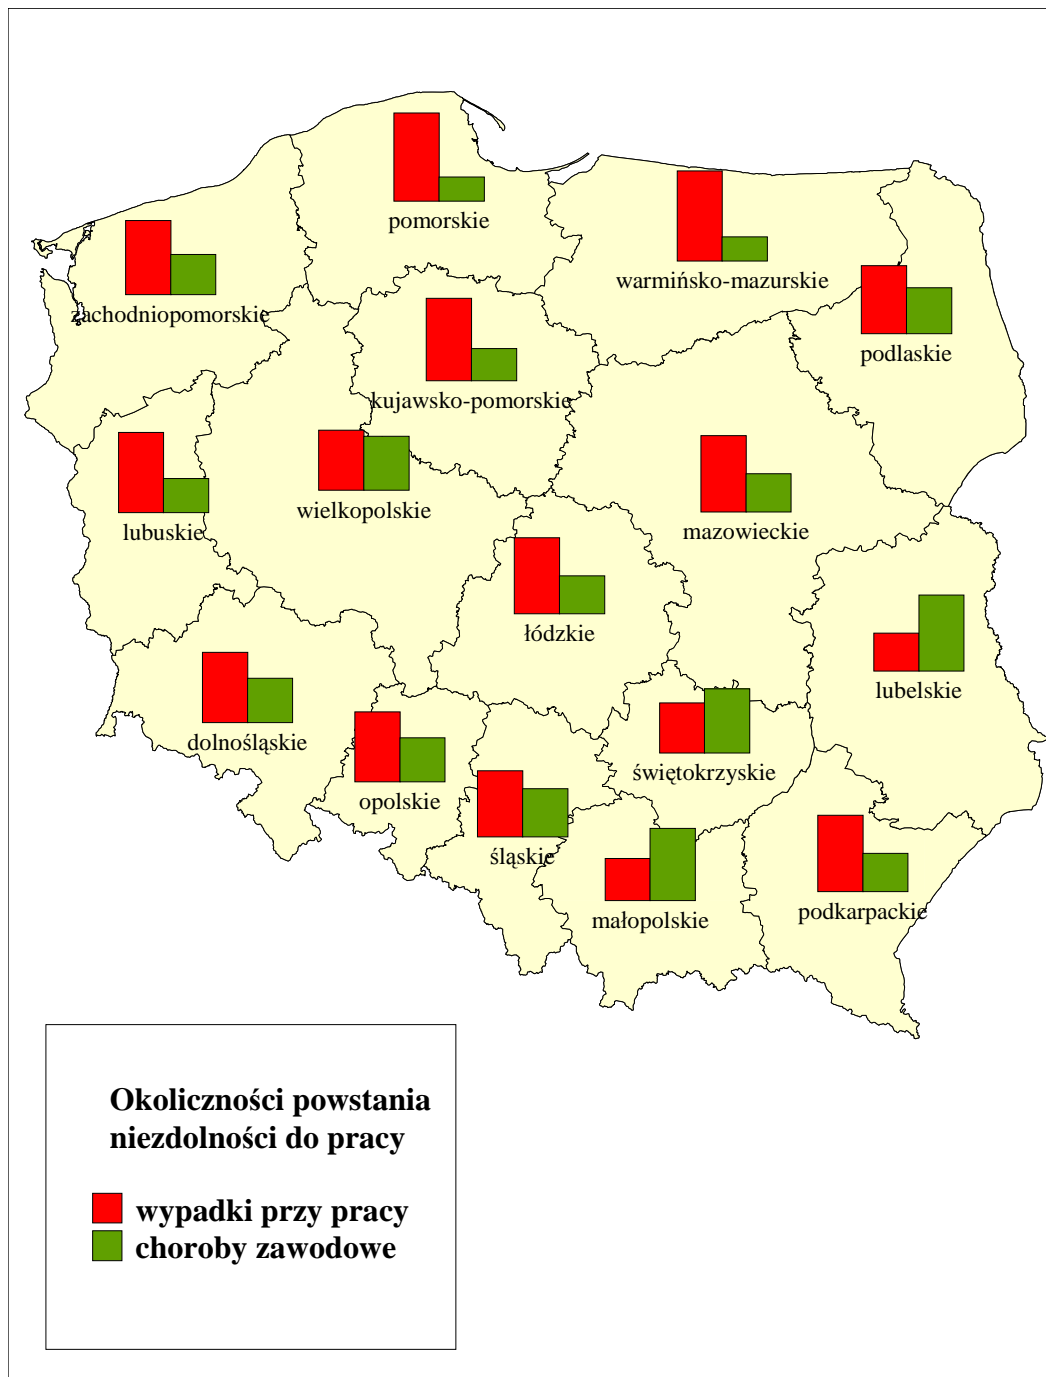 pomorskie
warmińsko-mazurskie
zachodniopomorskie
podlaskie
kujawsko-pomorskie
wielkopolskie
lubuskie
mazowieckie
łódzkie
lubelskie
dolnośląskie
świętokrzyskie
opolskie
śląskie
małopolskie
podkarpackie
Okoliczności powstania
niezdolności do pracy
wypadki przy pracy
choroby zawodowe